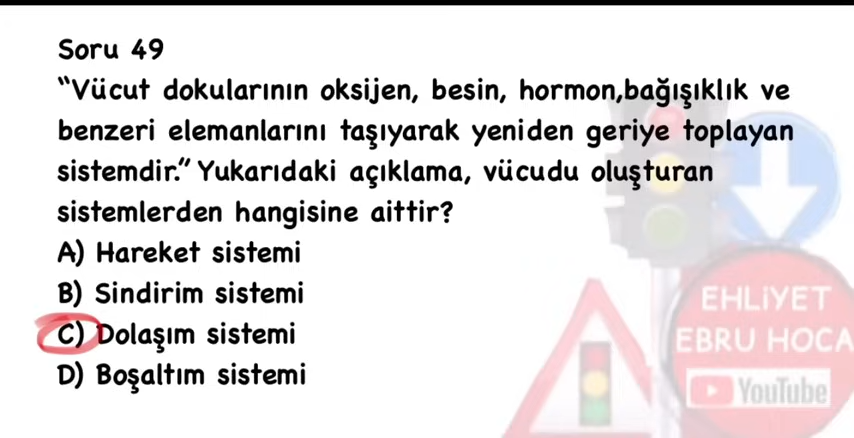 Soru 49
"Vücut dokularının oksijen, besin, hormon,bağışıklık ve
benzeri elemanlarını taşıyarak yeniden geriye toplayan
sistemdir." Yukarıdaki açıklama, vücudu oluşturan
sistemlerden hangisine aittir?
A) Hareket sistemi
B) Sindirim sistemi
C) Dolaşım sistemi
D) Boşaltım sistemi
EHLİYET
EBRU HOCA
YouTube